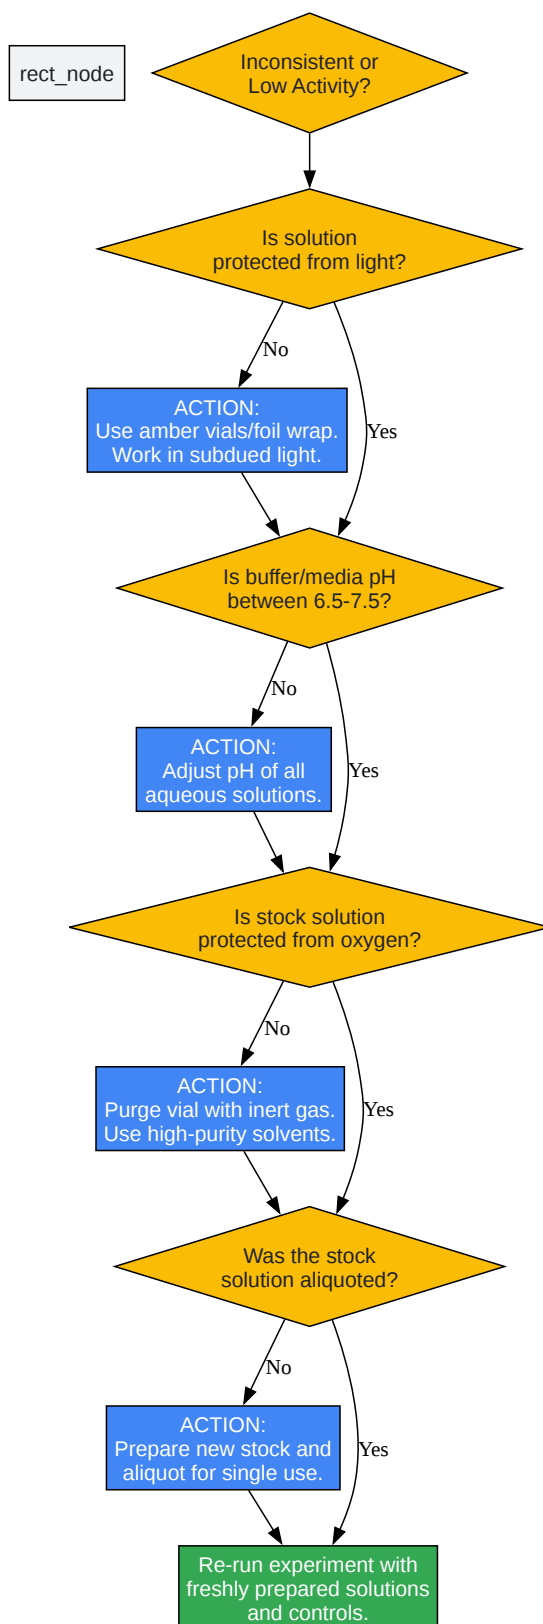 rect_node
Inconsistent or
Low Activity?
Is solution
protected from light?
No
Yes
ACTION:
Use amber vials/foil wrap.
Work in subdued light.
Is buffer/media pH
between 6.5-7.5?
No
Yes
ACTION:
Adjust pH of all
aqueous solutions.
Is stock solution
protected from oxygen?
No
Yes
ACTION:
Purge vial with inert gas.
Use high-purity solvents.
Was the stock
solution aliquoted?
No
Yes
ACTION:
Prepare new stock and
aliquot for single use.
Re-run experiment with
freshly prepared solutions
and controls.